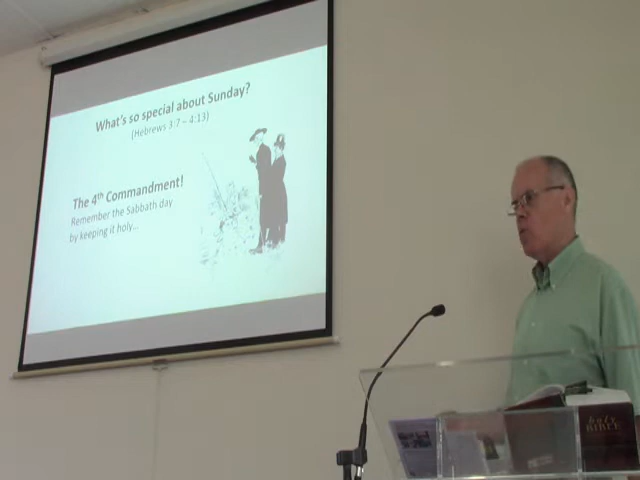 What's so special about Sunday?
(Hebrews 3:7 – 4:13)
The 4th Commandment!
Remember the Sabbath day
by keeping it holy...
holy
BIBLE